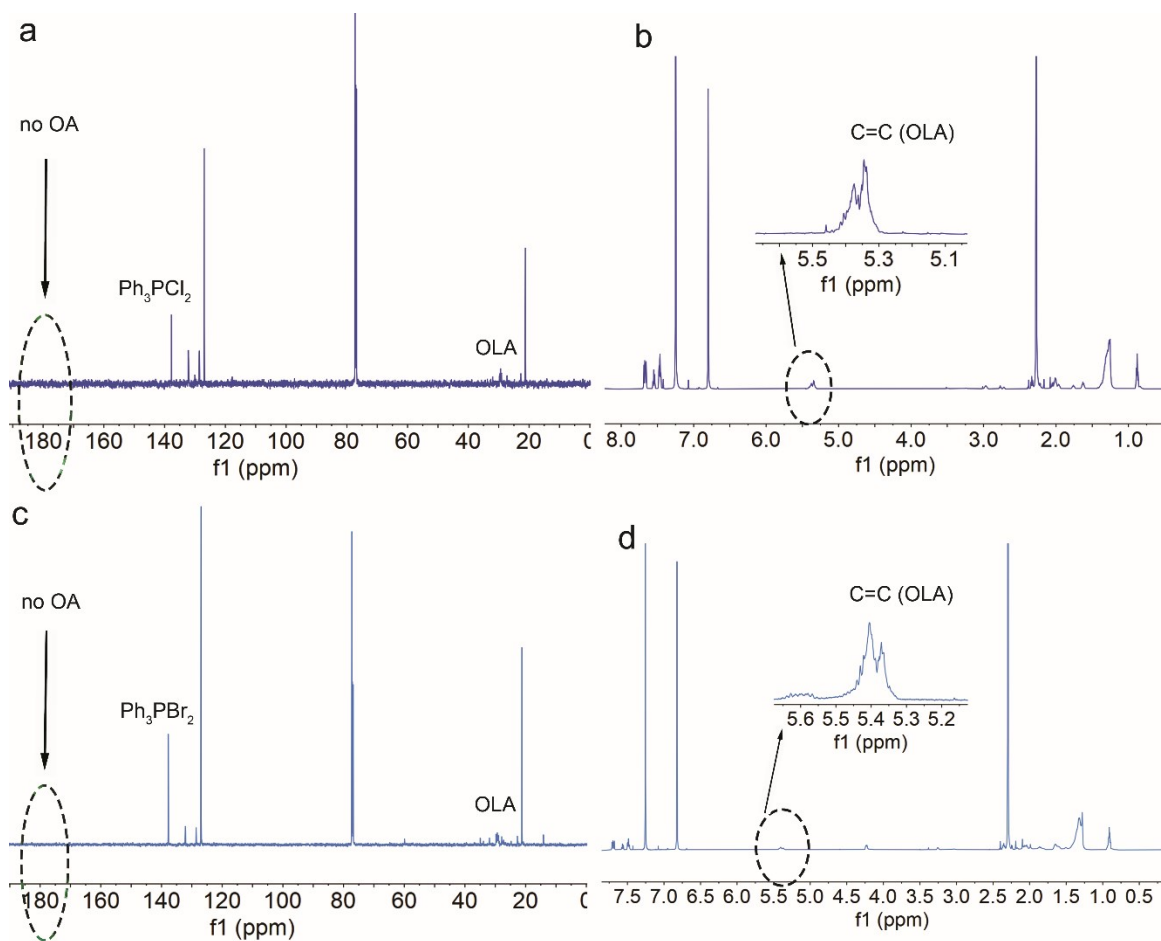 a
no OA
Ph₃PCl₂
OLA
180 160 140 120 100 80 60 40 20 0
f1 (ppm)
b
C=C (OLA)
5.5 5.3 5.1
f1 (ppm)
8.0 7.0 6.0 5.0 4.0 3.0 2.0 1.0
f1 (ppm)
c
no OA
Ph₃PBr₂
OLA
180 160 140 120 100 80 60 40 20 0
f1 (ppm)
d
C=C (OLA)
5.6 5.5 5.4 5.3 5.2
f1 (ppm)
7.5 7.0 6.5 6.0 5.5 5.0 4.5 4.0 3.5 3.0 2.5 2.0 1.5 1.0 0.5
f1 (ppm)